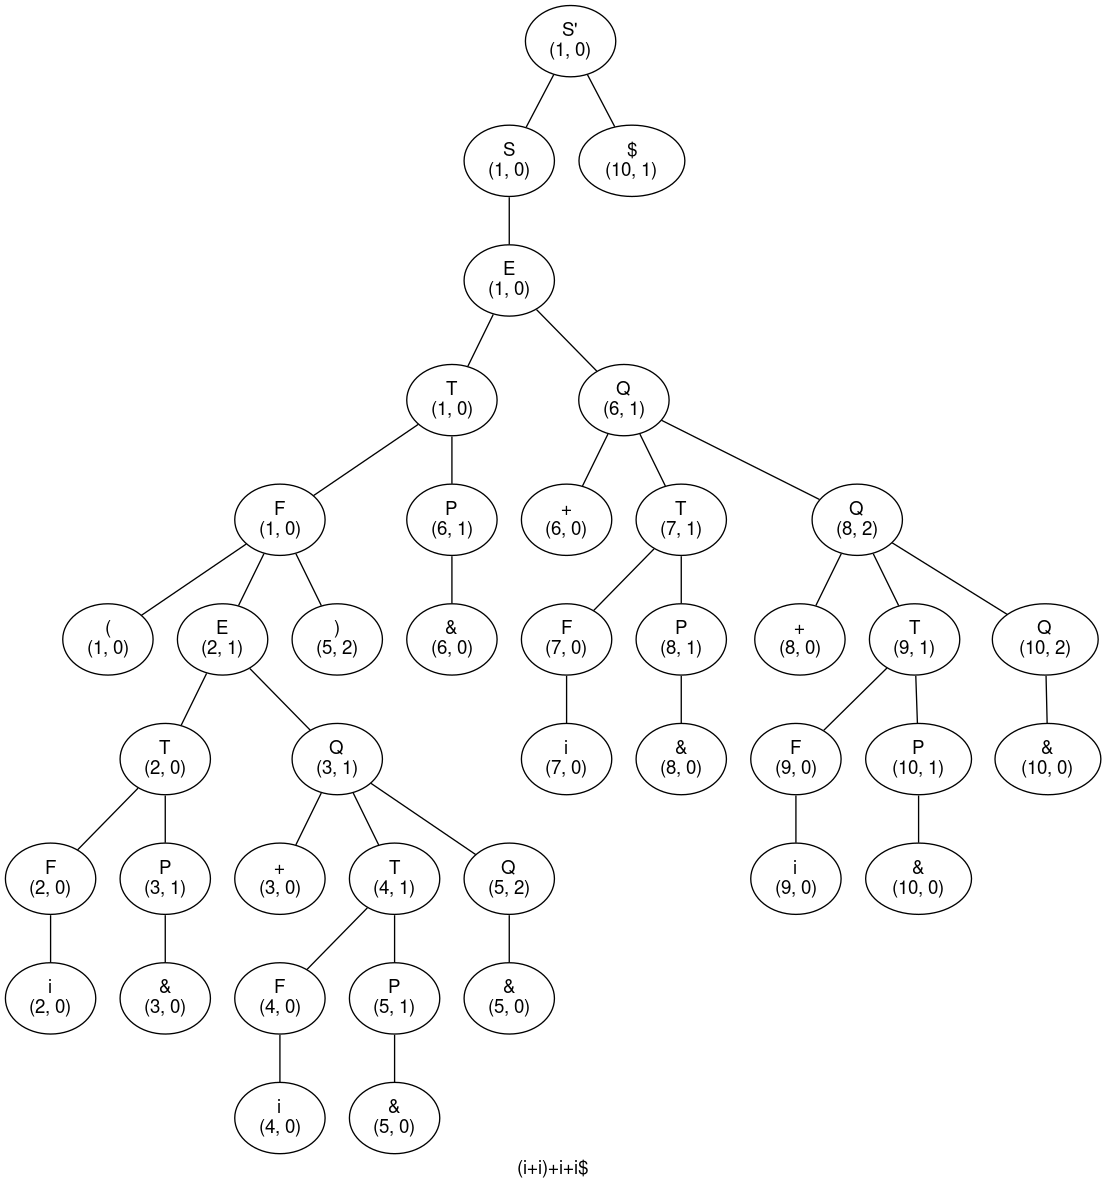 S'
(1, 0)
S
(1, 0)
$
(10, 1)
E
(1, 0)
T
(1, 0)
Q
(6, 1)
F
(1, 0)
P
(6, 1)
+
(6, 0)
T
(7, 1)
Q
(8, 2)
(
(1, 0)
E
(2, 1)
)
(5, 2)
&
(6, 0)
F
(7, 0)
P
(8, 1)
+
(8, 0)
T
(9, 1)
Q
(10, 2)
T
(2, 0)
Q
(3, 1)
i
(7, 0)
&
(8, 0)
F
(9, 0)
P
(10, 1)
&
(10, 0)
F
(2, 0)
P
(3, 1)
+
(3, 0)
T
(4, 1)
Q
(5, 2)
i
(9, 0)
&
(10, 0)
i
(2, 0)
&
(3, 0)
F
(4, 0)
P
(5, 1)
&
(5, 0)
i
(4, 0)
&
(5, 0)
(i+i)+i+i$